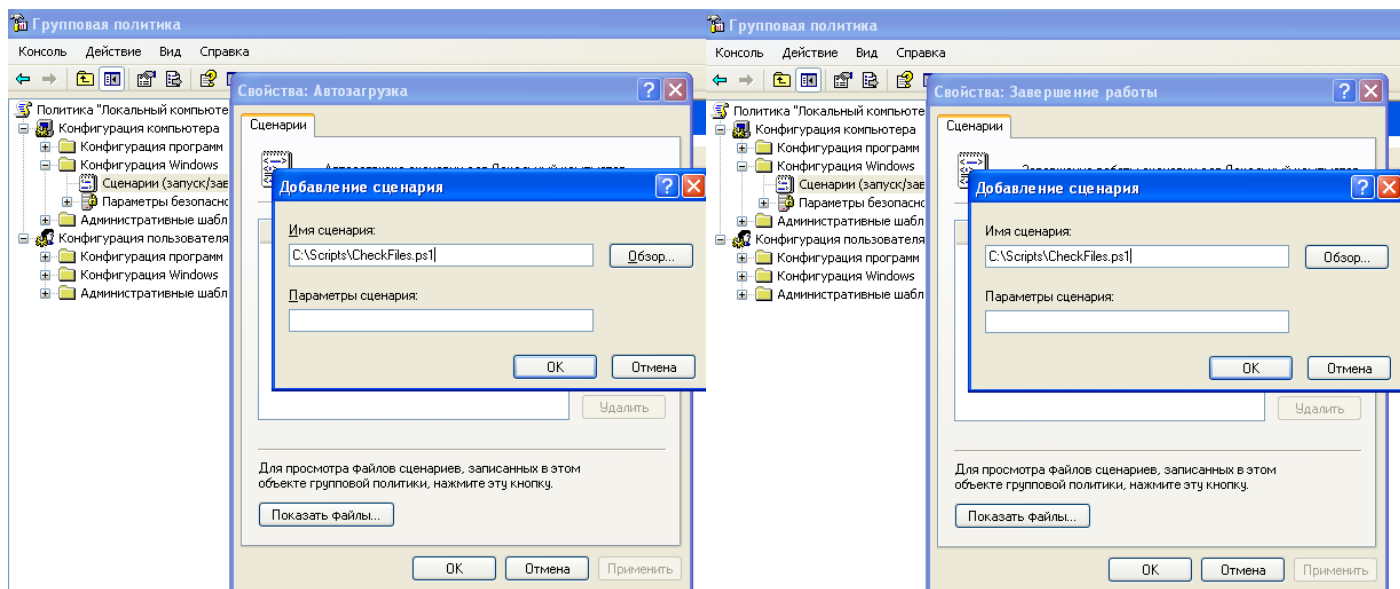 Групповая политика
Консоль Действие Вид Справка
Свойства: Автозагрузка
Политика "Локальный компьюте
Конфигурация компьютера
Конфигурация программ
Конфигурация Windows
Сценарии (запуск/зав
Параметры безопасно
Административные шабл
Конфигурация пользователя
Конфигурация программ
Конфигурация Windows
Административные шабл
Сценарии
Добавление сценария
Имя сценария:
C:\Scripts\CheckFiles.ps1
Обзор...
Параметры сценария:
OK
Отмена
Удалить
Для просмотра файлов сценариев, записанных в этом
объекте групповой политики, нажмите эту кнопку.
Показать файлы...
OK
Отмена
Применить
Групповая политика
Консоль Действие Вид Справка
Свойства: Завершение работы
Политика "Локальный компьюте
Конфигурация компьютера
Конфигурация программ
Конфигурация Windows
Сценарии (запуск/зав
Параметры безопасно
Административные шабл
Конфигурация пользователя
Конфигурация программ
Конфигурация Windows
Административные шабл
Сценарии
Добавление сценария
Имя сценария:
C:\Scripts\CheckFiles.ps1
Обзор...
Параметры сценария:
OK
Отмена
Удалить
Для просмотра файлов сценариев, записанных в этом
объекте групповой политики, нажмите эту кнопку.
Показать файлы...
OK
Отмена
Применить